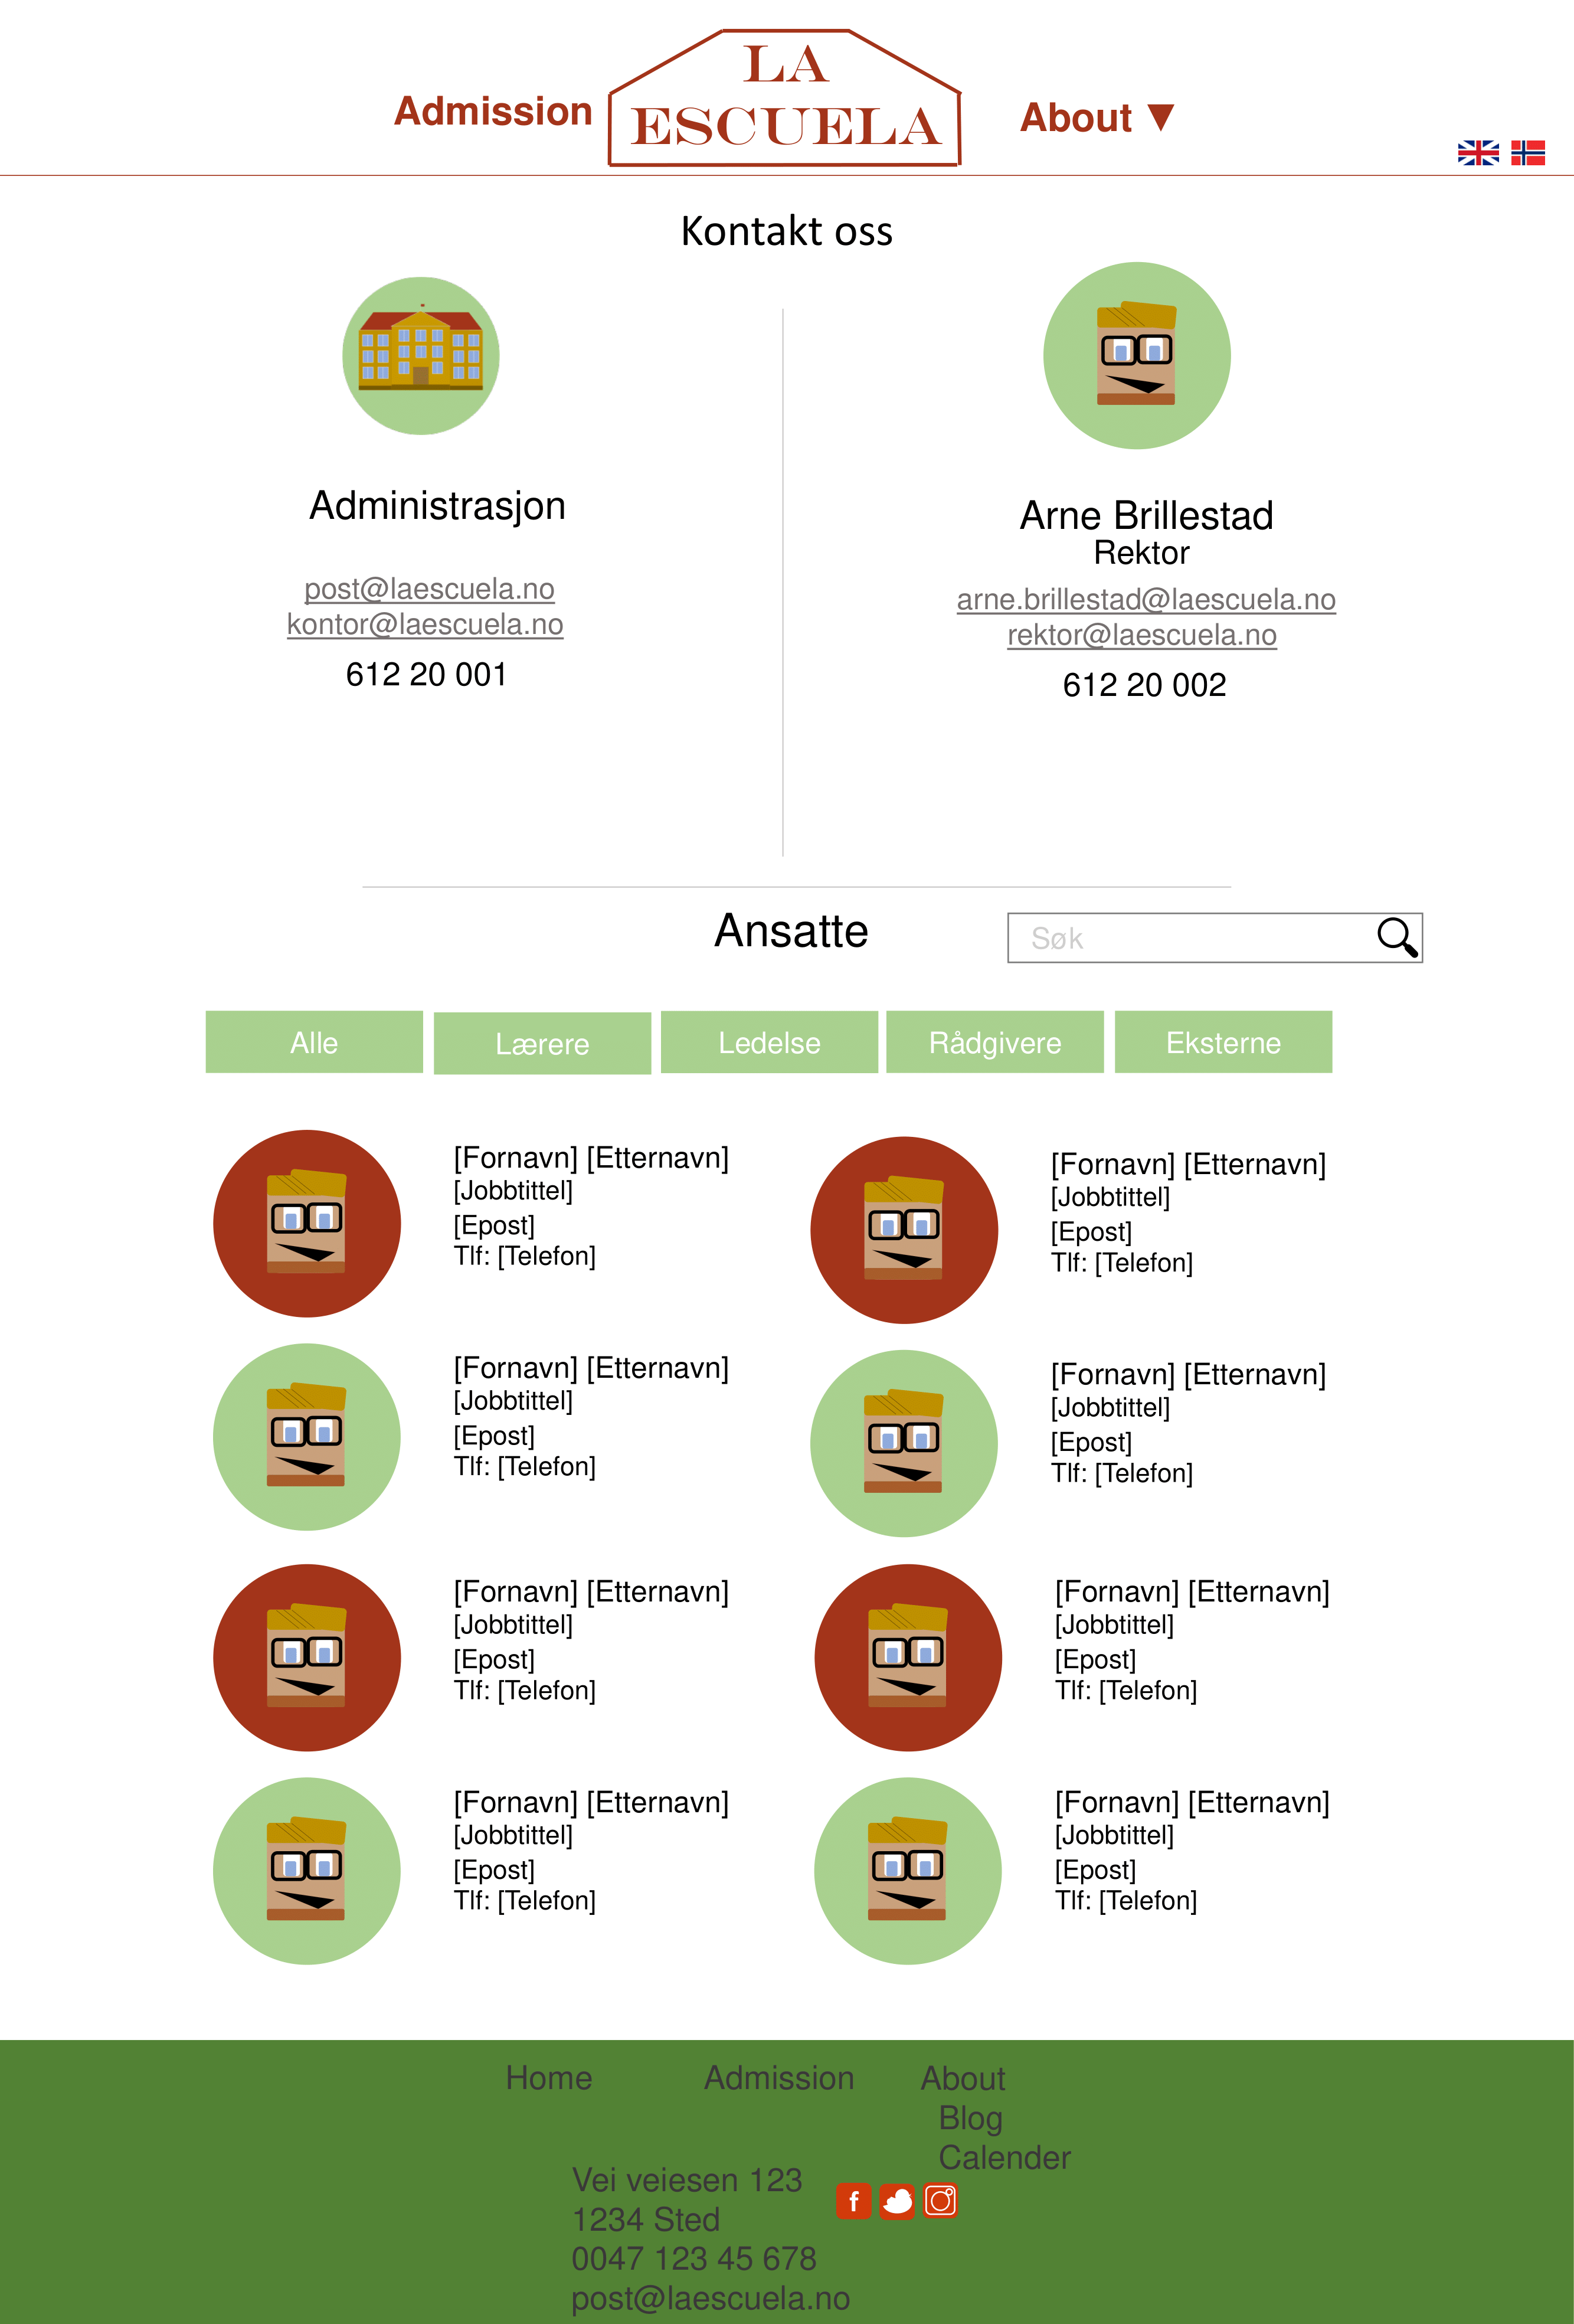 LA
ESCUELA
Admission
About ▼
Kontakt oss
Administrasjon
post@laescuela.no
kontor@laescuela.no
612 20 001
Arne Brillestad
Rektor
arne.brillestad@laescuela.no
rektor@laescuela.no
612 20 002
Ansatte
Søk
Alle
Lærere
Ledelse
Rådgivere
Eksterne
[Fornavn] [Etternavn]
[Jobbtittel]
[Epost]
Tlf: [Telefon]
[Fornavn] [Etternavn]
[Jobbtittel]
[Epost]
Tlf: [Telefon]
[Fornavn] [Etternavn]
[Jobbtittel]
[Epost]
Tlf: [Telefon]
[Fornavn] [Etternavn]
[Jobbtittel]
[Epost]
Tlf: [Telefon]
[Fornavn] [Etternavn]
[Jobbtittel]
[Epost]
Tlf: [Telefon]
[Fornavn] [Etternavn]
[Jobbtittel]
[Epost]
Tlf: [Telefon]
[Fornavn] [Etternavn]
[Jobbtittel]
[Epost]
Tlf: [Telefon]
[Fornavn] [Etternavn]
[Jobbtittel]
[Epost]
Tlf: [Telefon]
Home
Admission
About
Blog
Calender
Vei veiesen 123
1234 Sted
0047 123 45 678
post@laescuela.no
f